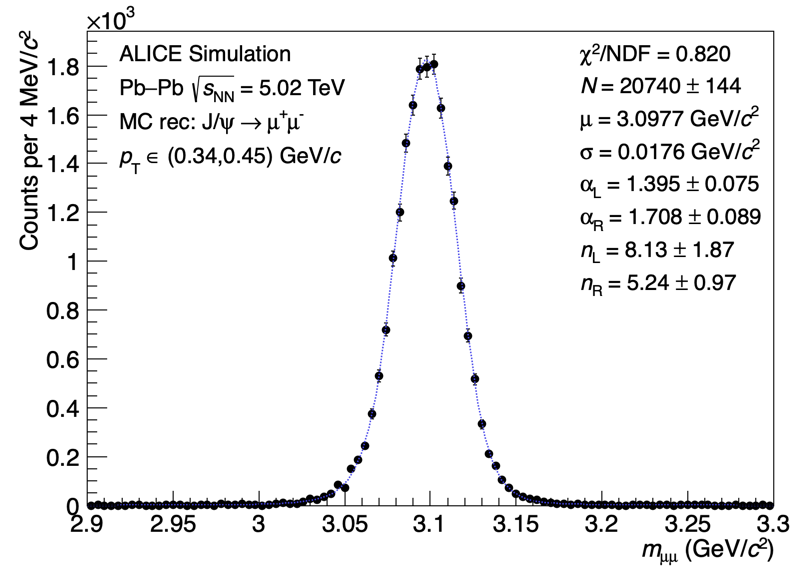 ×10³
Counts per 4 MeV/c²
ALICE Simulation
Pb–Pb √s_NN = 5.02 TeV
MC rec: J/ψ → μ⁺μ⁻
p_T ∈ (0.34,0.45) GeV/c
χ²/NDF = 0.820
N = 20740 ± 144
μ = 3.0977 GeV/c²
σ = 0.0176 GeV/c²
α_L = 1.395 ± 0.075
α_R = 1.708 ± 0.089
n_L = 8.13 ± 1.87
n_R = 5.24 ± 0.97
1.8
1.6
1.4
1.2
1
0.8
0.6
0.4
0.2
0
2.9 2.95 3 3.05 3.1 3.15 3.2 3.25 3.3
m_μμ (GeV/c²)